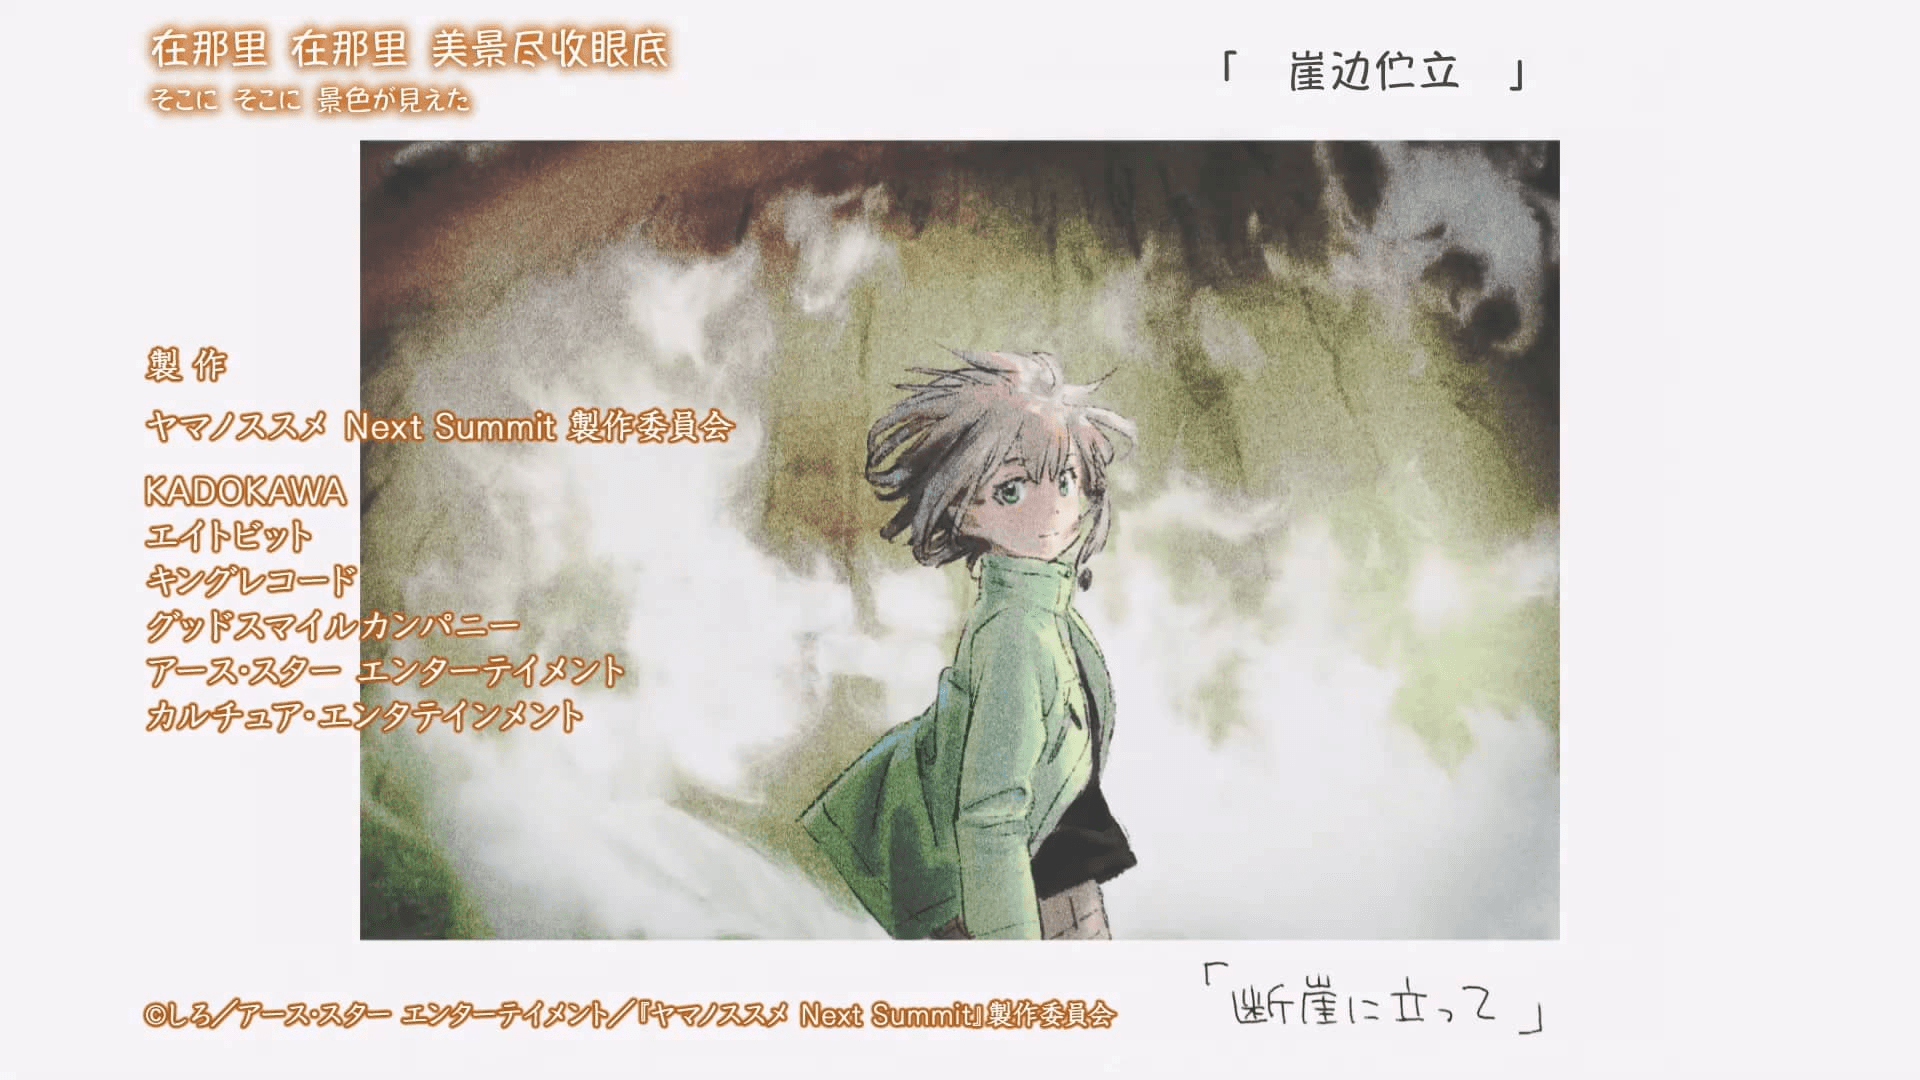 在那里 在那里 美景尽收眼底
そこに そこに 景色が見えた
「 崖边伫立 」
製 作
ヤマノススメ Next Summit 製作委員会
KADOKAWA
エイトビット
キングレコード
グッドスマイルカンパニー
アース・スター エンターテイメント
カルチュア・エンタテインメント
©しろ／アース・スター エンターテイメント／『ヤマノススメ Next Summit』製作委員会
「断崖に立って」